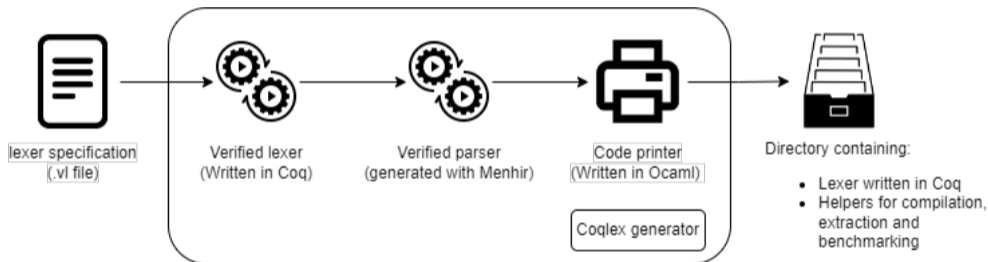 lexer specification
(.vl file)
Verified lexer
(Written in Coq)
Verified parser
(generated with Menhir)
Code printer
(Written in Ocaml)
Coqlex generator
Directory containing:
• Lexer written in Coq
• Helpers for compilation,
extraction and
benchmarking